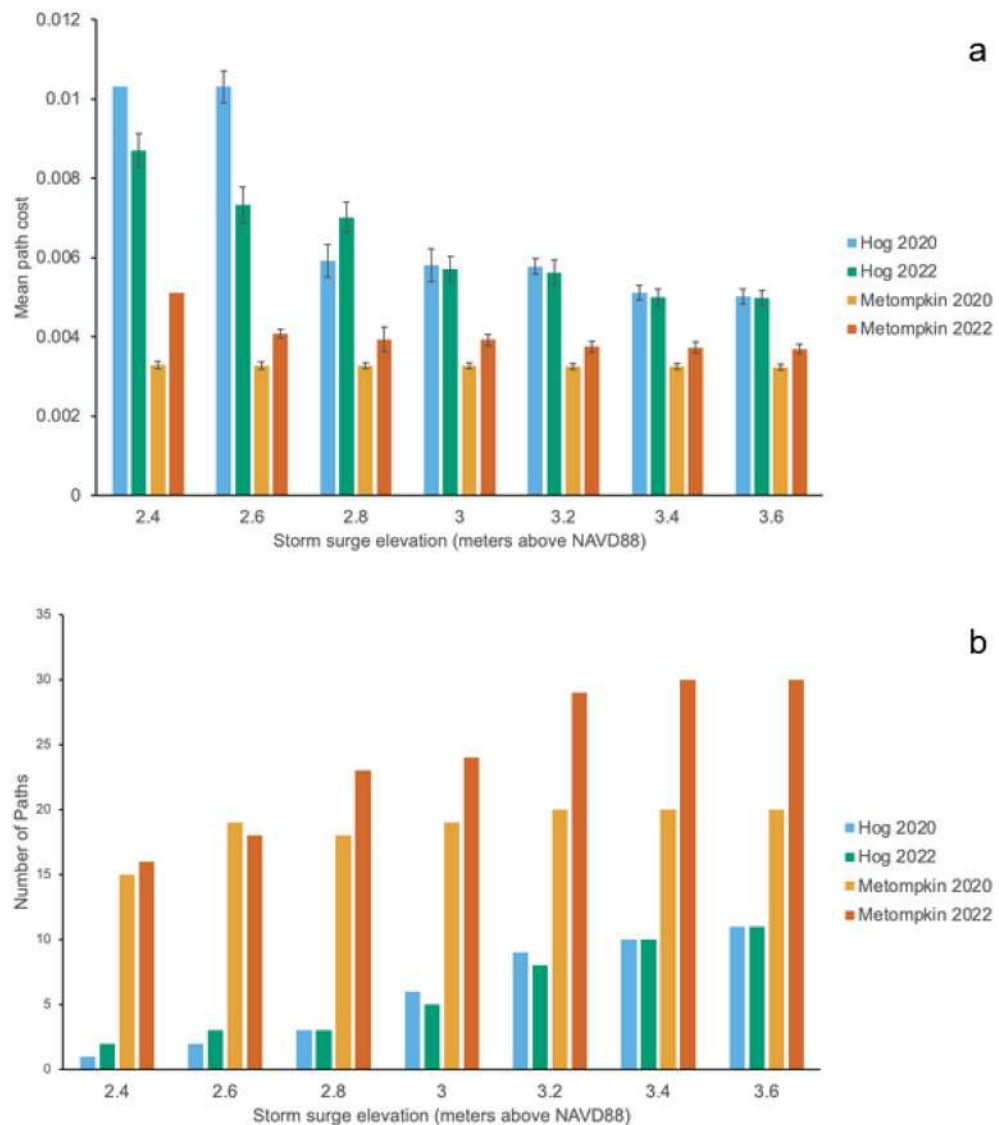 a
0.012
0.01
0.008
0.006
0.004
0.002
0
Mean path cost
2.4 2.6 2.8 3 3.2 3.4 3.6
Storm surge elevation (meters above NAVD88)
Hog 2020
Hog 2022
Metompkin 2020
Metompkin 2022
b
35
30
25
20
15
10
5
0
Number of Paths
2.4 2.6 2.8 3 3.2 3.4 3.6
Storm surge elevation (meters above NAVD88)
Hog 2020
Hog 2022
Metompkin 2020
Metompkin 2022